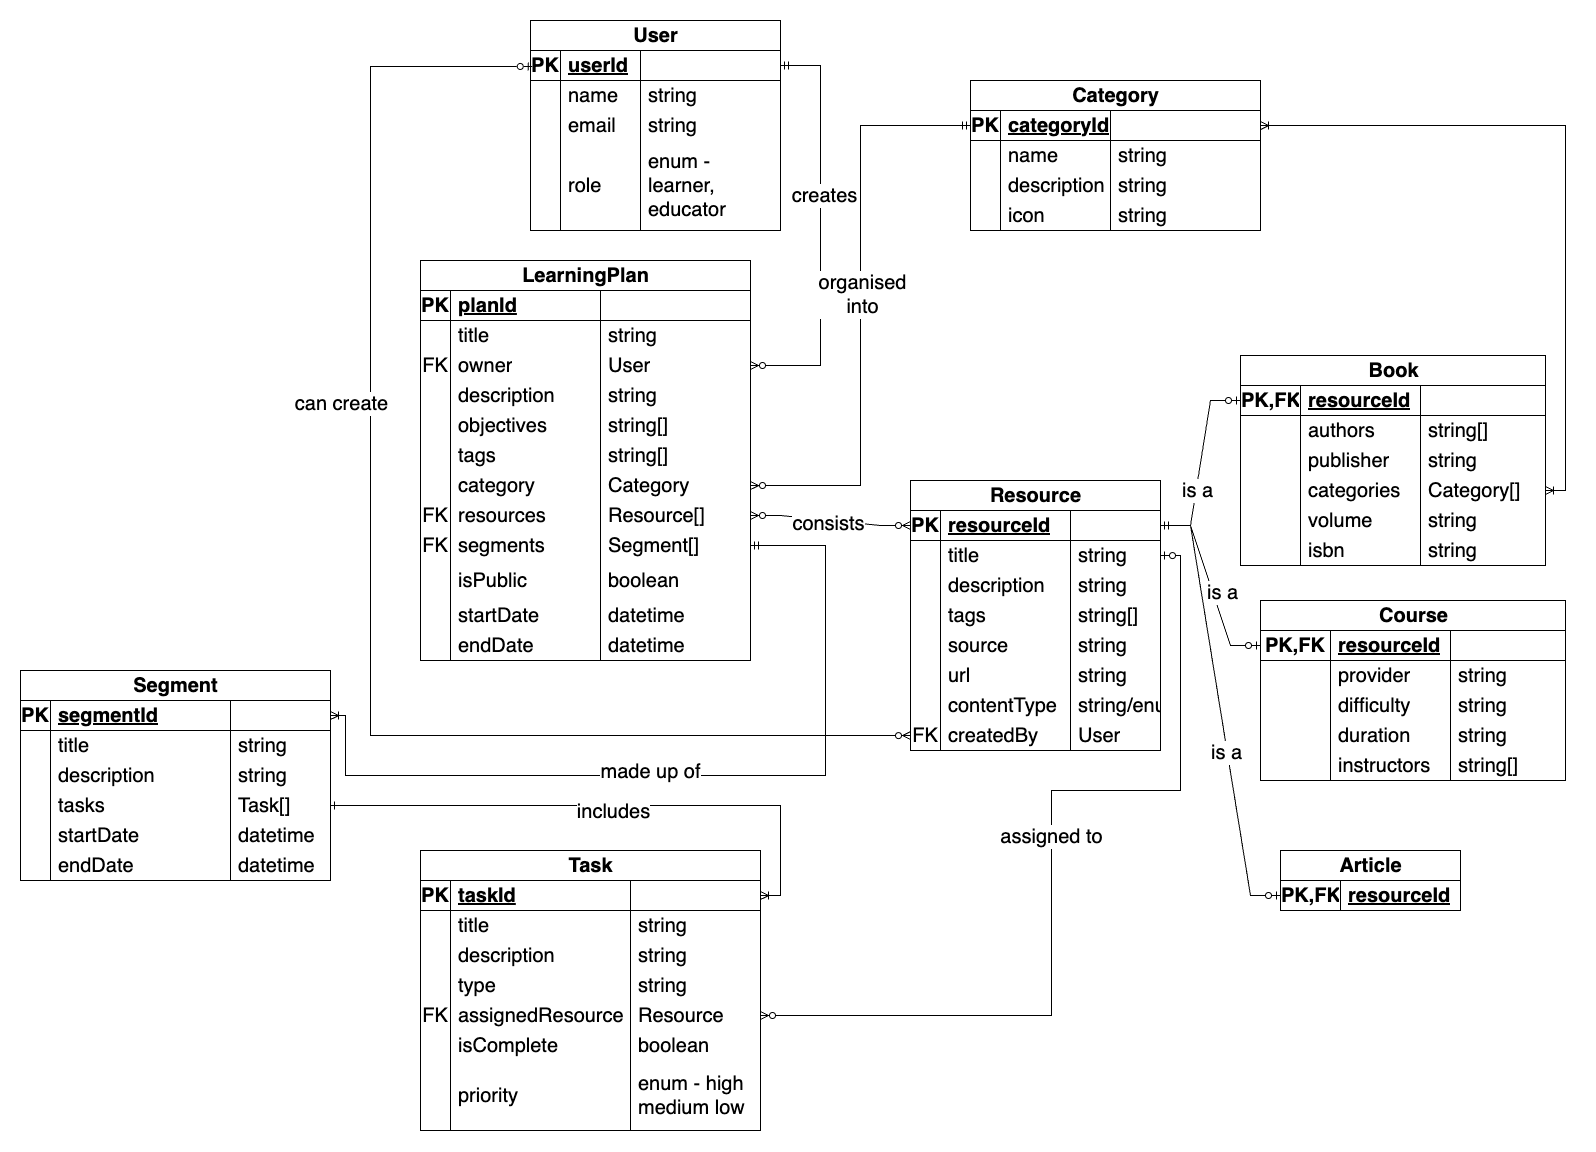 User
PK userId
name string
email string
role enum -
learner,
educator
creates
can create
Category
PK categoryId
name string
description string
icon string
organised
into
LearningPlan
PK planId
title string
FK owner User
description string
objectives string[]
tags string[]
category Category
FK resources Resource[]
FK segments Segment[]
isPublic boolean
startDate datetime
endDate datetime
consists
Resource
PK resourceId
title string
description string
tags string[]
source string
url string
contentType string/enu
FK createdBy User
is a
is a
is a
Book
PK,FK resourceId
authors string[]
publisher string
categories Category[]
volume string
isbn string
Course
PK,FK resourceId
provider string
difficulty string
duration string
instructors string[]
Article
PK,FK resourceId
Segment
PK segmentId
title string
description string
tasks Task[]
startDate datetime
endDate datetime
made up of
includes
assigned to
Task
PK taskId
title string
description string
type string
FK assignedResource Resource
isComplete boolean
priority enum - high
medium low